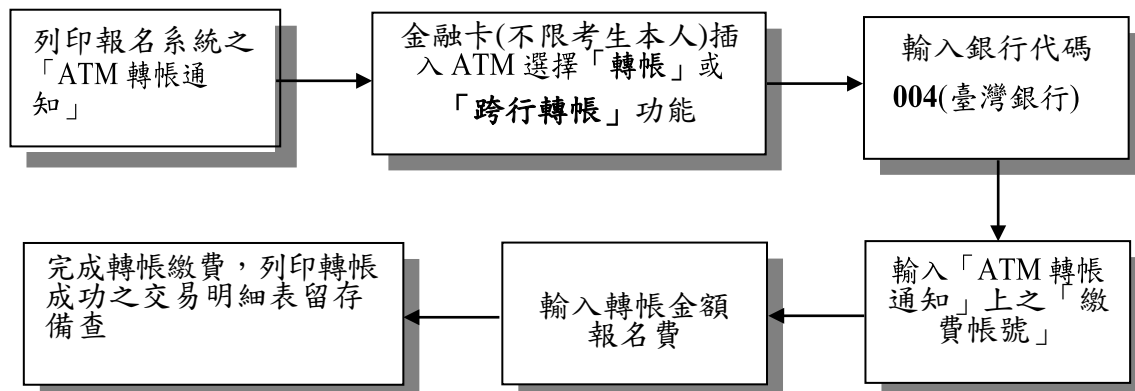 列印報名系統之
「ATM 轉帳通
知」
金融卡(不限考生本人)插
入 ATM 選擇「轉帳」或
「跨行轉帳」功能
輸入銀行代碼
004(臺灣銀行)
輸入「ATM 轉帳
通知」上之「繳
費帳號」
輸入轉帳金額
報名費
完成轉帳繳費，列印轉帳
成功之交易明細表留存
備查